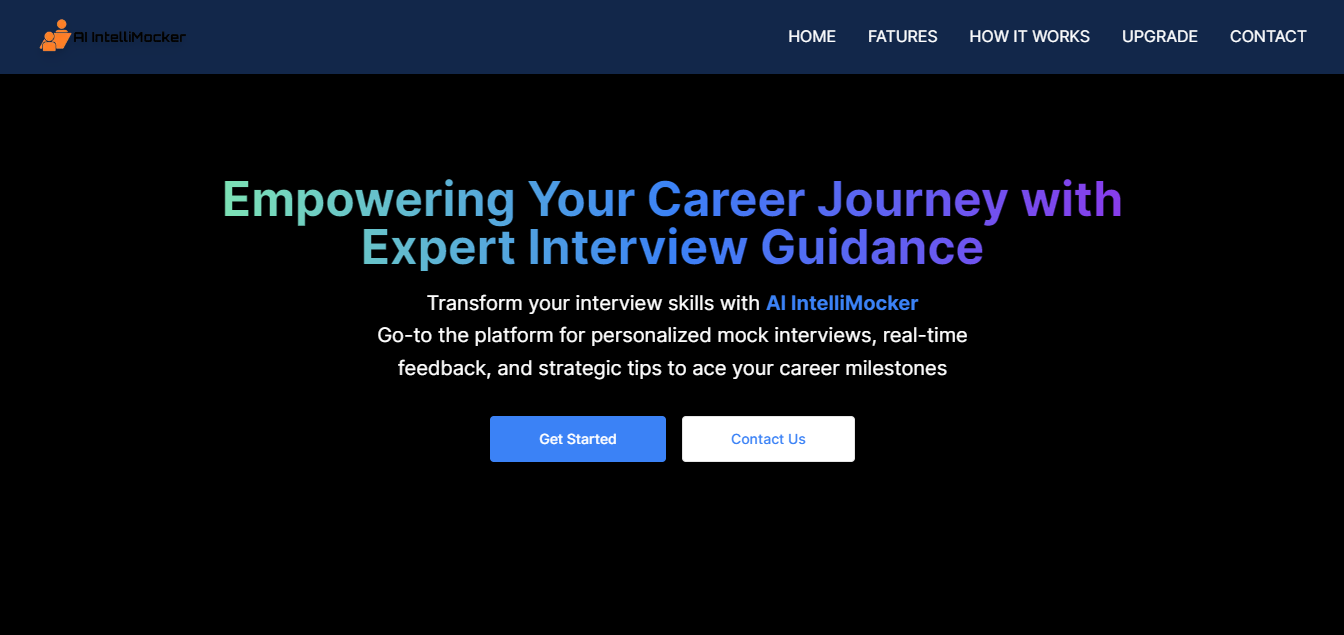 AI IntelliMocker
HOME FATURES HOW IT WORKS UPGRADE CONTACT
Empowering Your Career Journey with
Expert Interview Guidance
Transform your interview skills with AI IntelliMocker
Go-to the platform for personalized mock interviews, real-time
feedback, and strategic tips to ace your career milestones
Get Started Contact Us